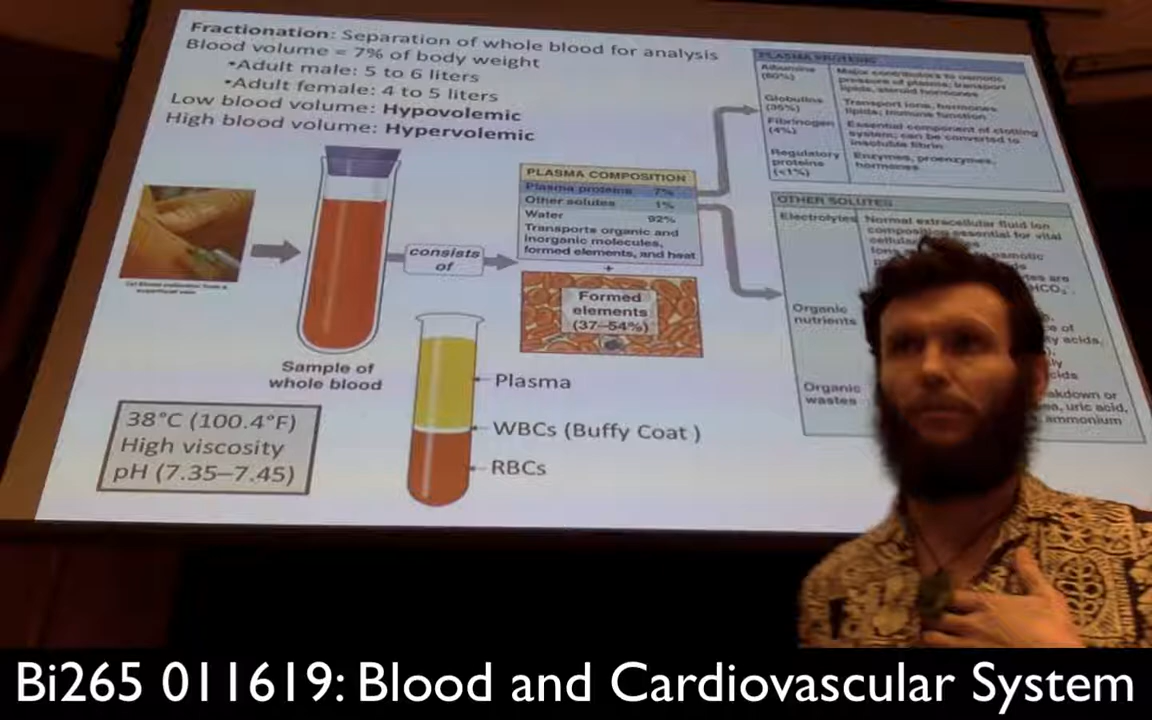 Fractionation: Separation of whole blood for analysis
Blood volume = 7% of body weight
•Adult male: 5 to 6 liters
•Adult female: 4 to 5 liters
Low blood volume: Hypovolemic
High blood volume: Hypervolemic
consists
of
Sample of
whole blood
38°C (100.4°F)
High viscosity
pH (7.35–7.45)
PLASMA COMPOSITION
Plasma proteins 7%
Other solutes 1%
Water 92%
Transports organic and
inorganic molecules,
formed elements, and heat
+
Formed
elements
(37–54%)
Plasma
WBCs (Buffy Coat )
RBCs
PLASMA PROTEINS
Albumins
(60%)
Major contributors to osmotic
pressure of plasma; transport
lipids, steroid hormones
Globulins
(35%)
Transport ions, hormones,
lipids; immune function
Fibrinogen
(4%)
Essential component of clotting
system; can be converted to
insoluble fibrin
Regulatory
proteins
(<1%)
Enzymes, proenzymes,
hormones
OTHER SOLUTES
Electrolytes
Normal extracellular fluid ion
composition essential for vital
Organic
nutrients
Organic
wastes
uric acid,
ammonium
Bi265 011619: Blood and Cardiovascular System